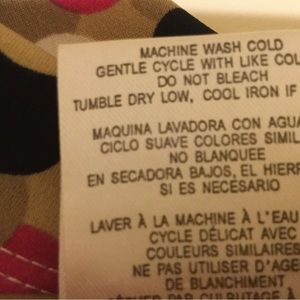 MACHINE WASH COLD
GENTLE CYCLE WITH LIKE COL
DO NOT BLEACH
TUMBLE DRY LOW, COOL IRON IF
MAQUINA LAVADORA CON AGUA
CICLO SUAVE COLORES SIMIL
NO BLANQUEE
EN SECADORA BAJOS, EL HIERR
SI ES NECESARIO
LAVER À LA MACHINE À L'EAU
CYCLE DÉLICAT AVEC
COULEURS SIMILAIRES
NE PAS UTILISER D'AGE
DE BLANCHIMENT